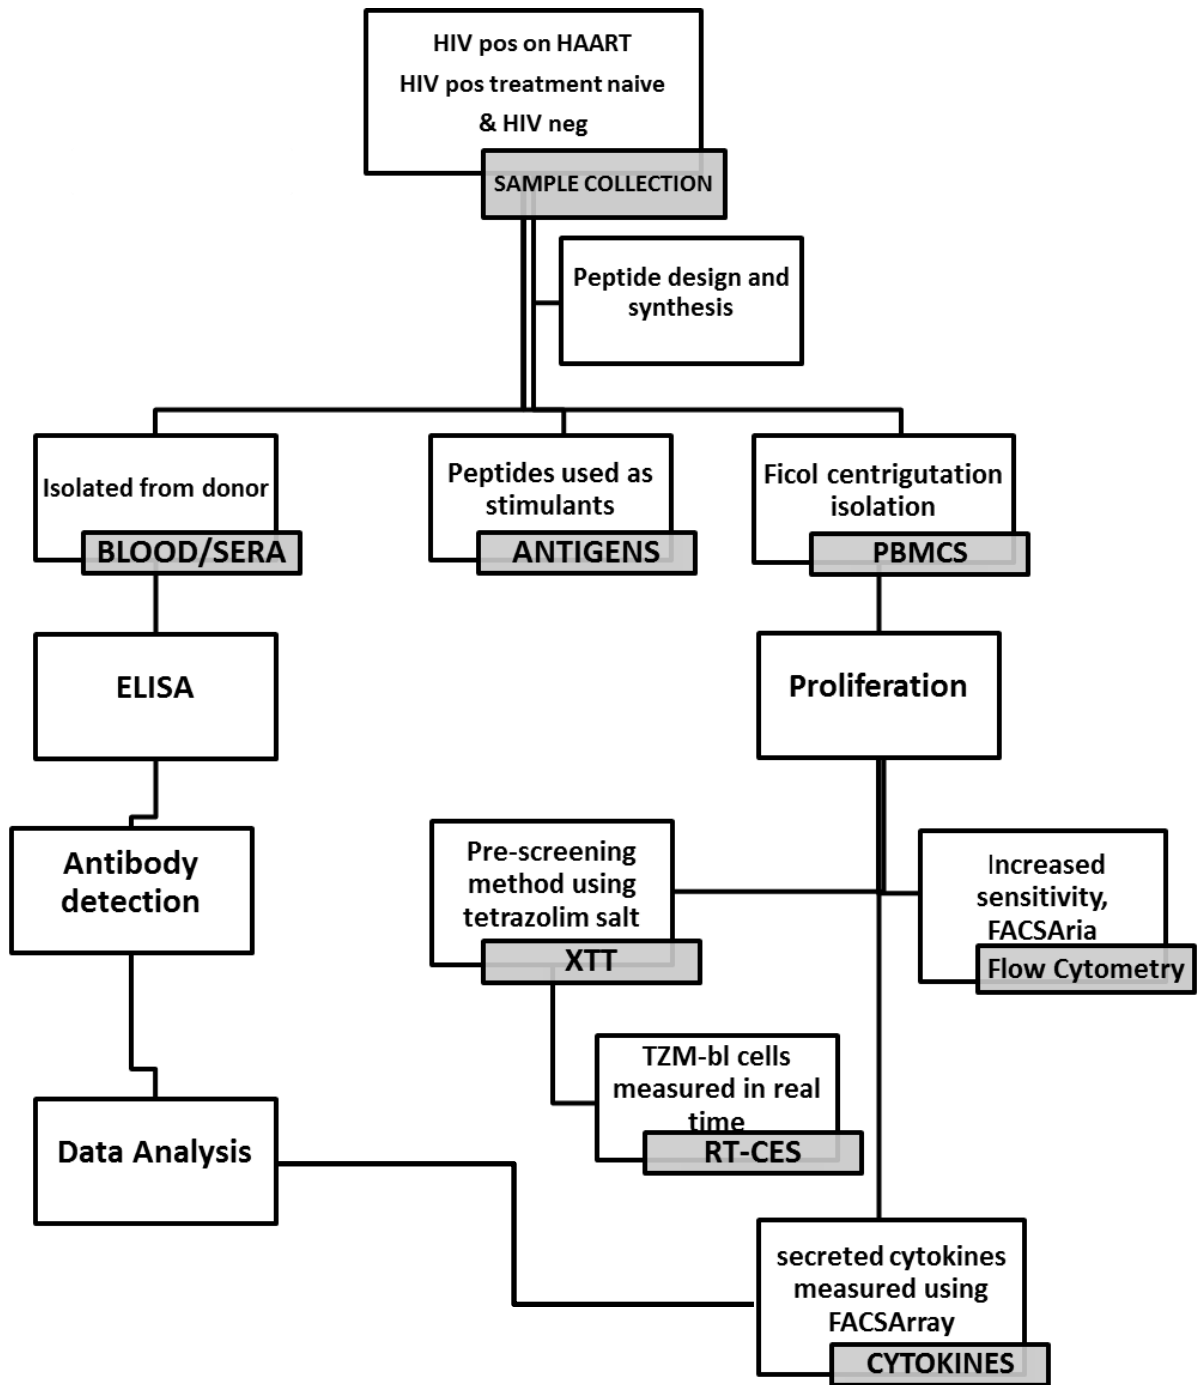 HIV pos on HAART
HIV pos treatment naive
& HIV neg
SAMPLE COLLECTION
Peptide design and
synthesis
Isolated from donor
BLOOD/SERA
Peptides used as
stimulants
ANTIGENS
Ficol centrigutation
isolation
PBMCS
ELISA
Proliferation
Antibody
detection
Pre-screening
method using
tetrazolim salt
XTT
Increased
sensitivity,
FACSAria
Flow Cytometry
TZM-bl cells
measured in real
time
RT-CES
Data Analysis
secreted cytokines
measured using
FACSArray
CYTOKINES